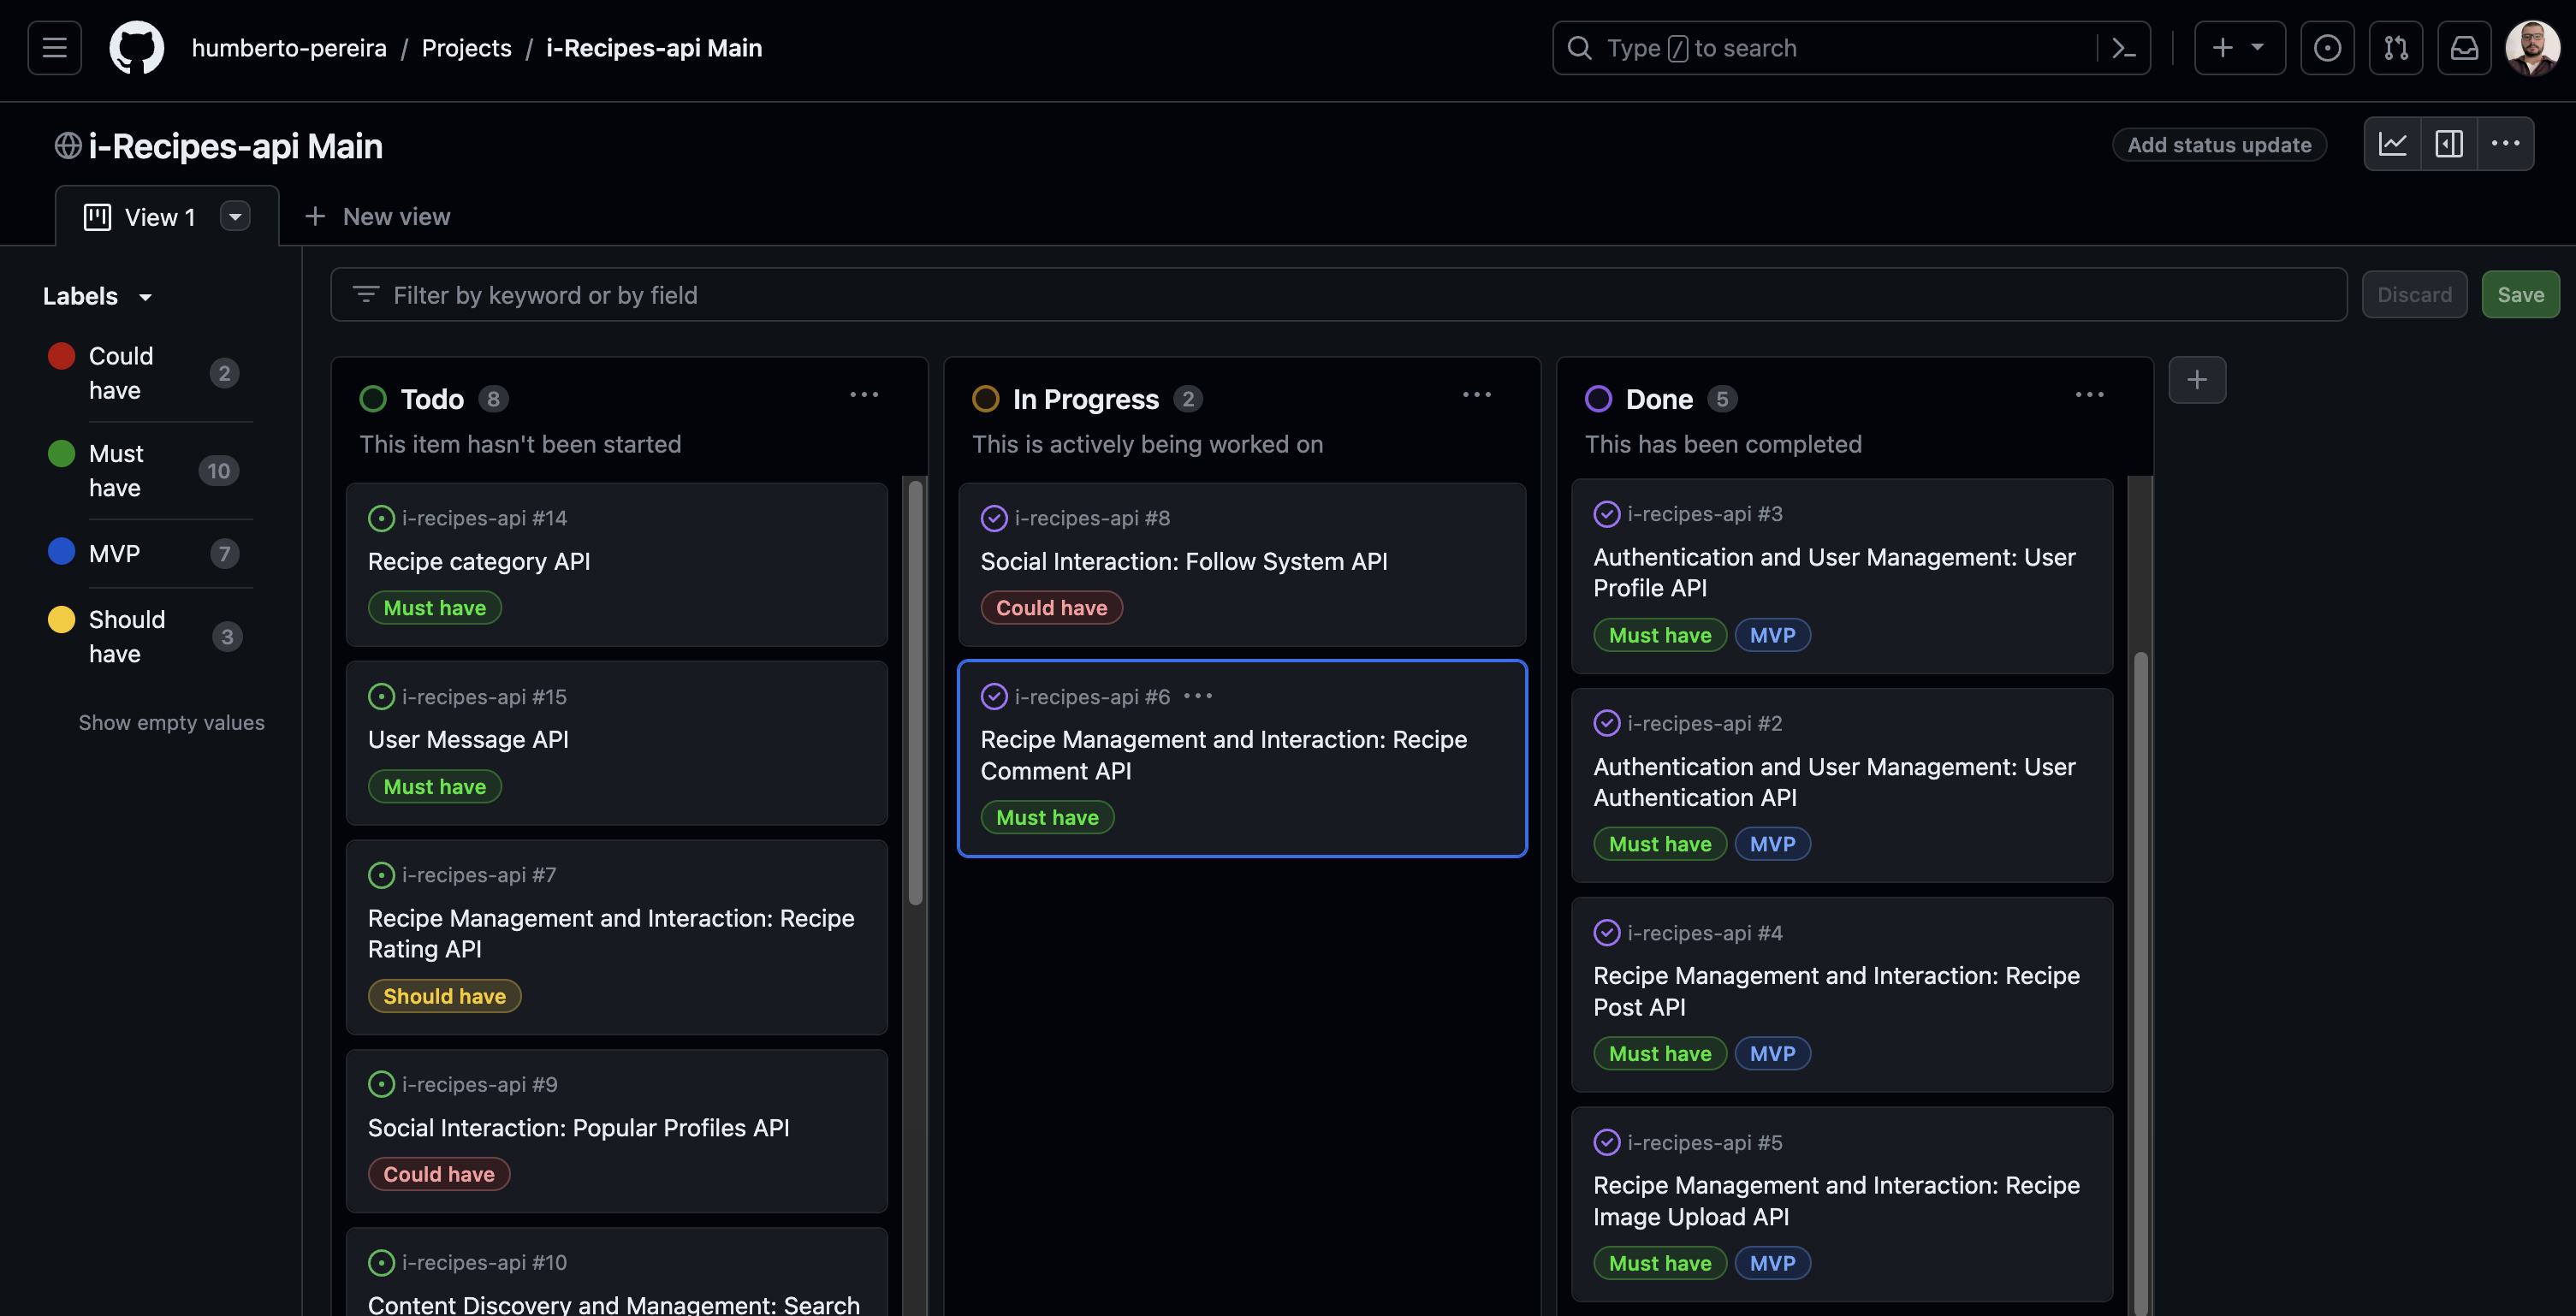 humberto-pereira / Projects / i-Recipes-api Main
Type / to search
i-Recipes-api Main
Add status update
View 1
New view
Labels
Could
have
2
Must
have
10
MVP
7
Should
have
3
Show empty values
Filter by keyword or by field
Discard
Save
Todo 8
This item hasn't been started
i-recipes-api #14
Recipe category API
Must have
i-recipes-api #15
User Message API
Must have
i-recipes-api #7
Recipe Management and Interaction: Recipe
Rating API
Should have
i-recipes-api #9
Social Interaction: Popular Profiles API
Could have
i-recipes-api #10
Content Discovery and Management: Search
In Progress 2
This is actively being worked on
i-recipes-api #8
Social Interaction: Follow System API
Could have
i-recipes-api #6
Recipe Management and Interaction: Recipe
Comment API
Must have
Done 5
This has been completed
i-recipes-api #3
Authentication and User Management: User
Profile API
Must have MVP
i-recipes-api #2
Authentication and User Management: User
Authentication API
Must have MVP
i-recipes-api #4
Recipe Management and Interaction: Recipe
Post API
Must have MVP
i-recipes-api #5
Recipe Management and Interaction: Recipe
Image Upload API
Must have MVP